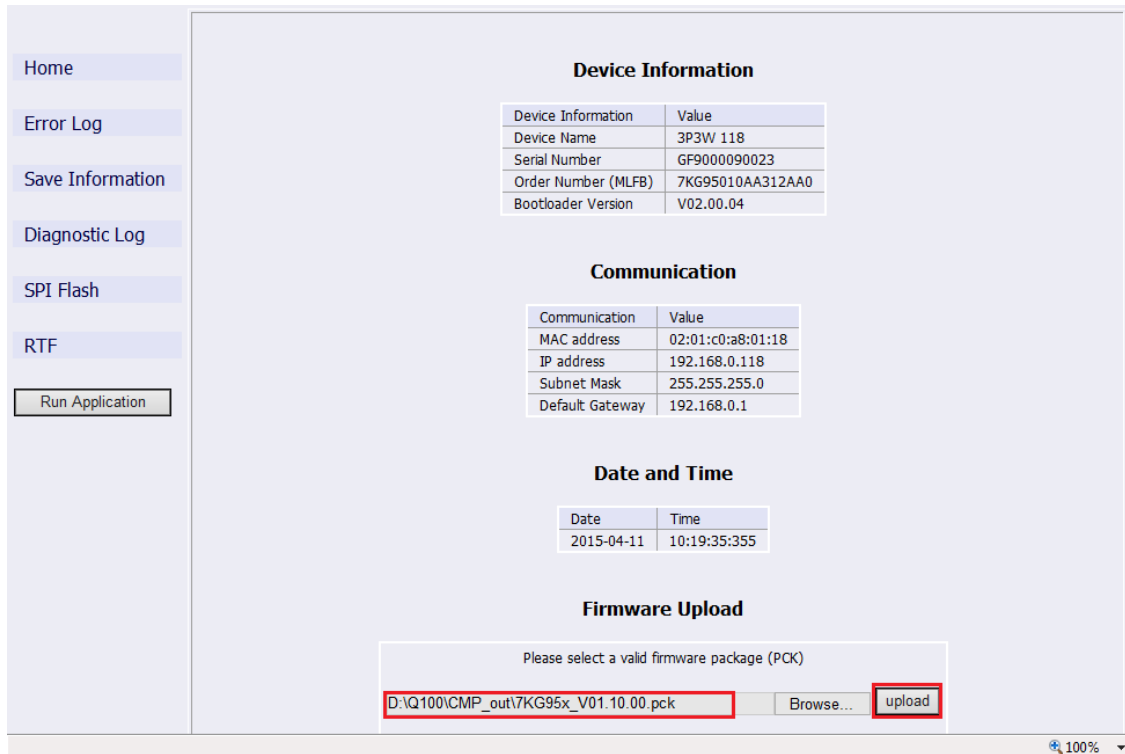 Home
Error Log
Save Information
Diagnostic Log
SPI Flash
RTF
Run Application
Device Information
Device Information Value
Device Name 3P3W 118
Serial Number GF9000090023
Order Number (MLFB) 7KG95010AA312AA0
Bootloader Version V02.00.04
Communication
Communication Value
MAC address 02:01:c0:a8:01:18
IP address 192.168.0.118
Subnet Mask 255.255.255.0
Default Gateway 192.168.0.1
Date and Time
Date Time
2015-04-11 10:19:35:355
Firmware Upload
Please select a valid firmware package (PCK)
D:\Q100\CMP_out\7KG95x_V01.10.00.pck Browse... upload
100%